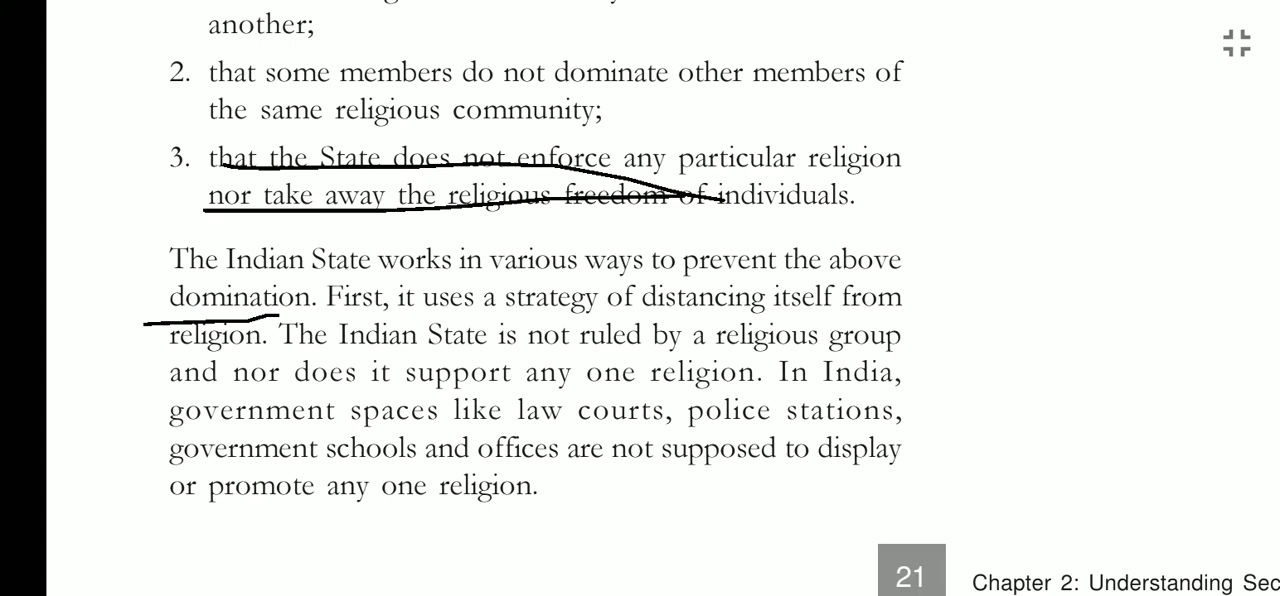 another;
2. that some members do not dominate other members of
the same religious community;
3. that the State does not enforce any particular religion
nor take away the religious freedom of individuals.
The Indian State works in various ways to prevent the above
domination. First, it uses a strategy of distancing itself from
religion. The Indian State is not ruled by a religious group
and nor does it support any one religion. In India,
government spaces like law courts, police stations,
government schools and offices are not supposed to display
or promote any one religion.
21 Chapter 2: Understanding Sec